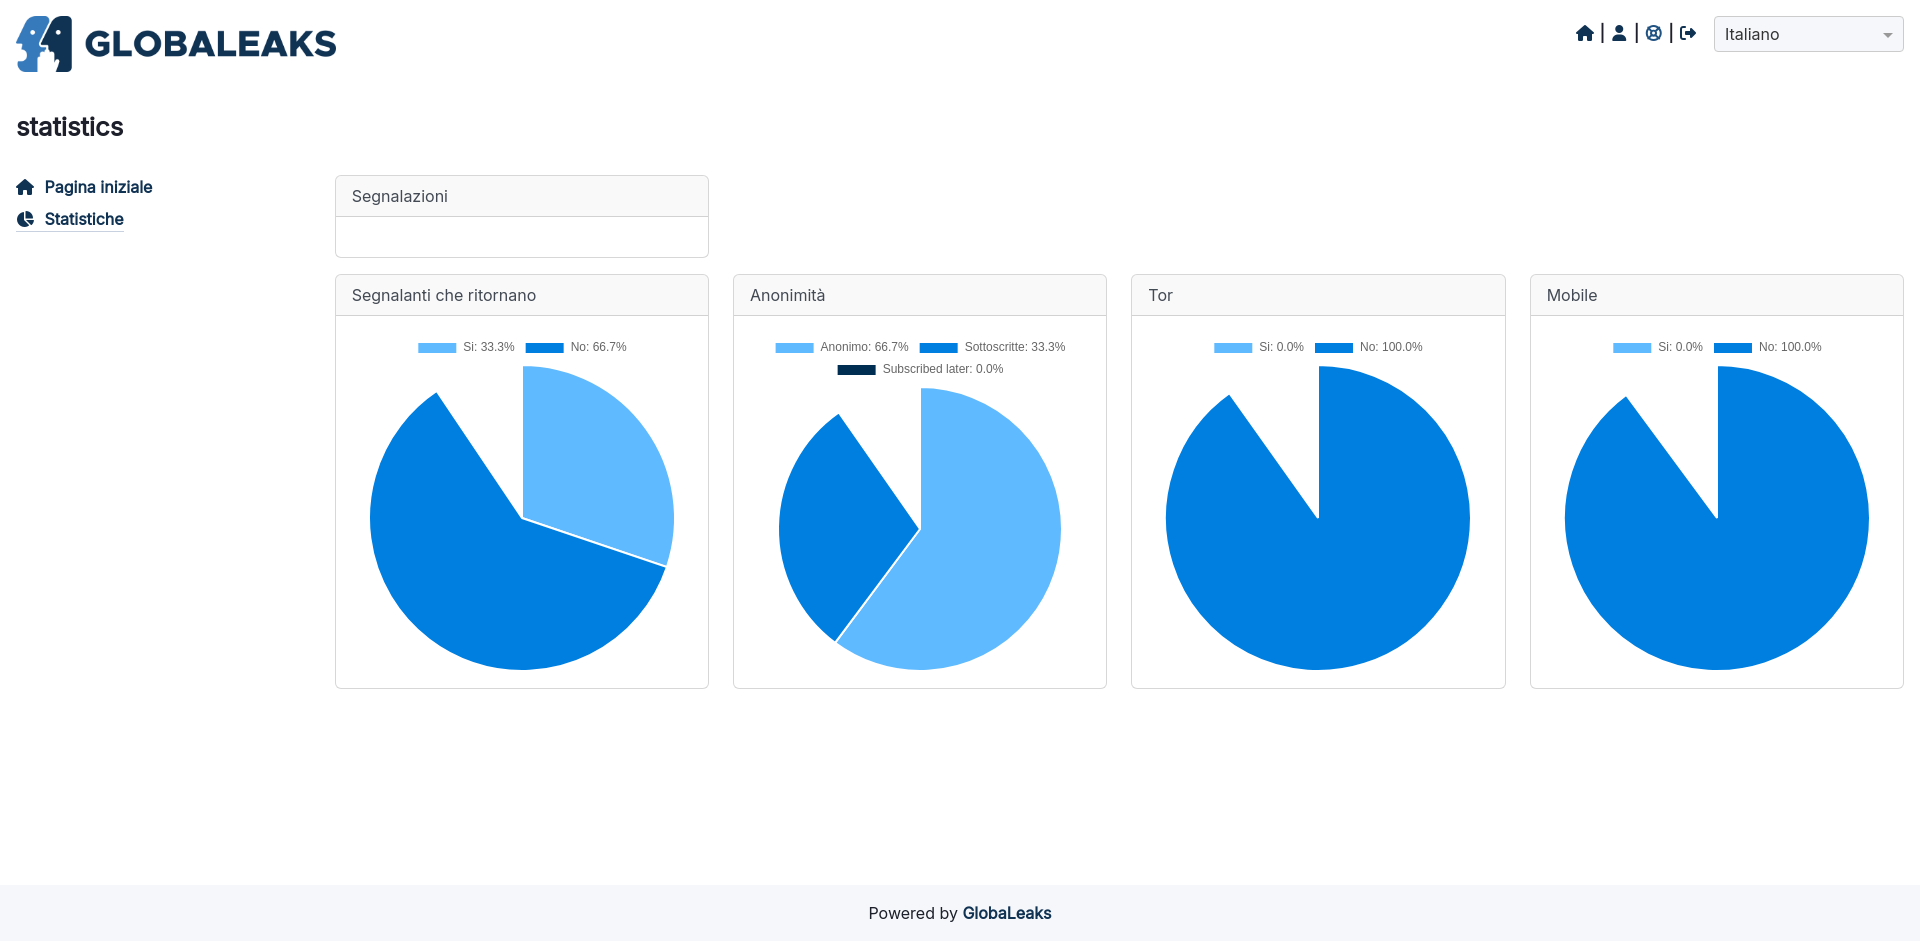 GLOBALEAKS
Italiano
statistics
Pagina iniziale
Statistiche
Segnalazioni
Segnalanti che ritornano
Si: 33.3% No: 66.7%
Anonimità
Anonimo: 66.7% Sottoscritte: 33.3%
Subscribed later: 0.0%
Tor
Si: 0.0% No: 100.0%
Mobile
Si: 0.0% No: 100.0%
Powered by GlobaLeaks